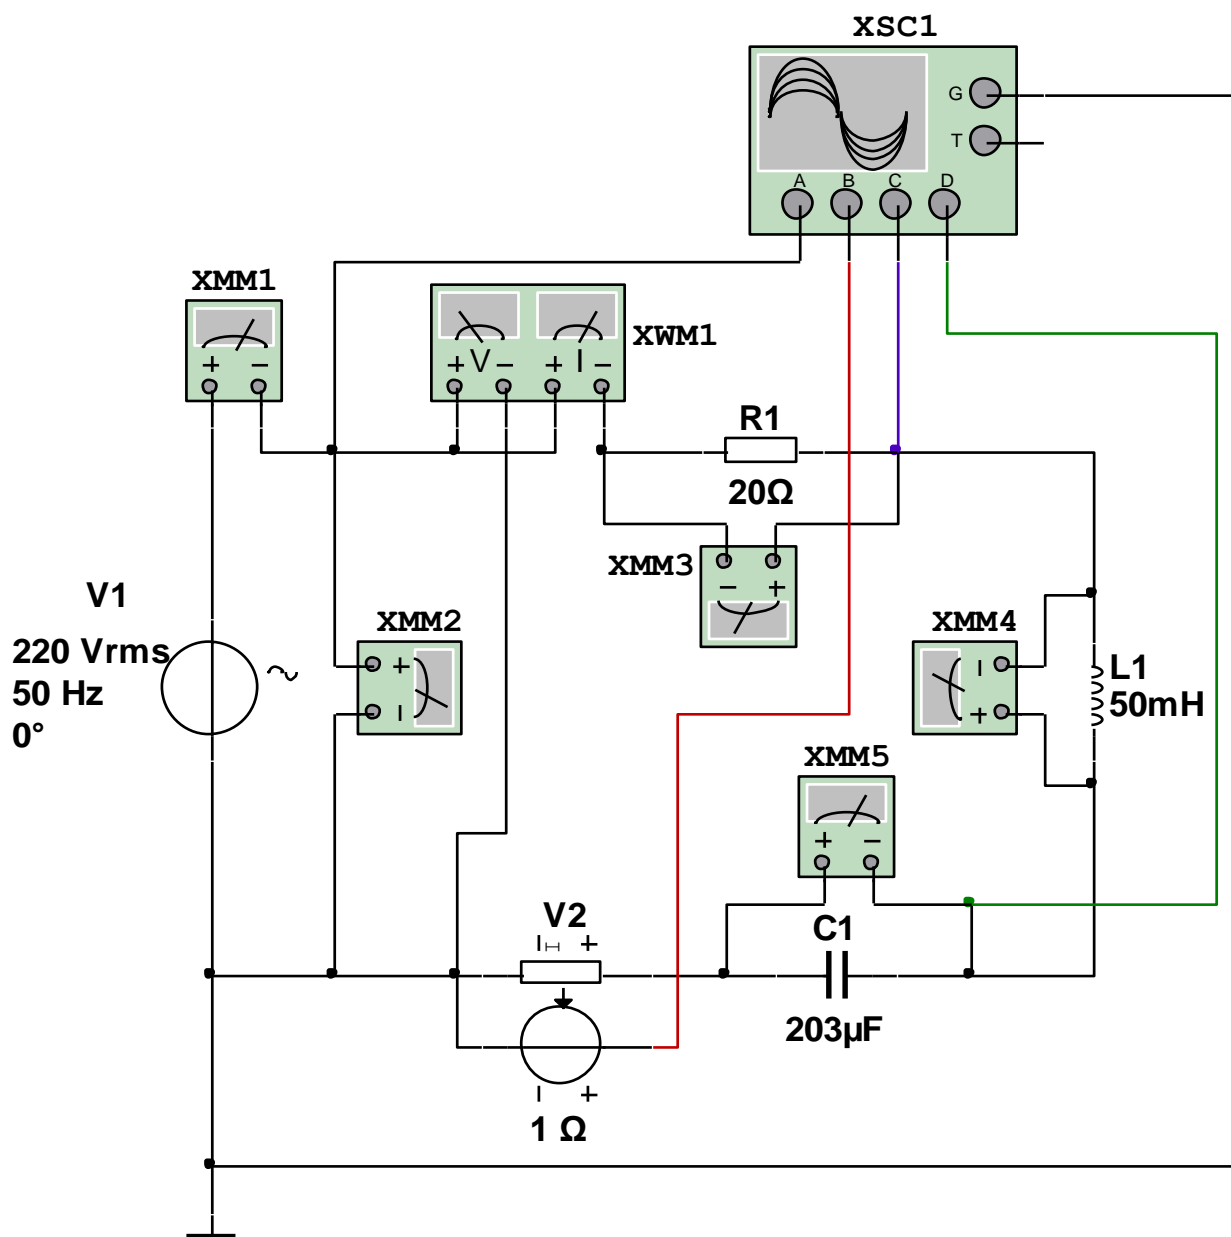 XSC1
G
T
A B C D
XMM1
+ −
XWM1
+ V − + I −
R1
20Ω
XMM3
− +
V1
220 Vrms
50 Hz
0°
XMM2
+
−
XMM4
−
+
L1
50mH
XMM5
+ −
V2
− +
C1
203µF
− +
1 Ω